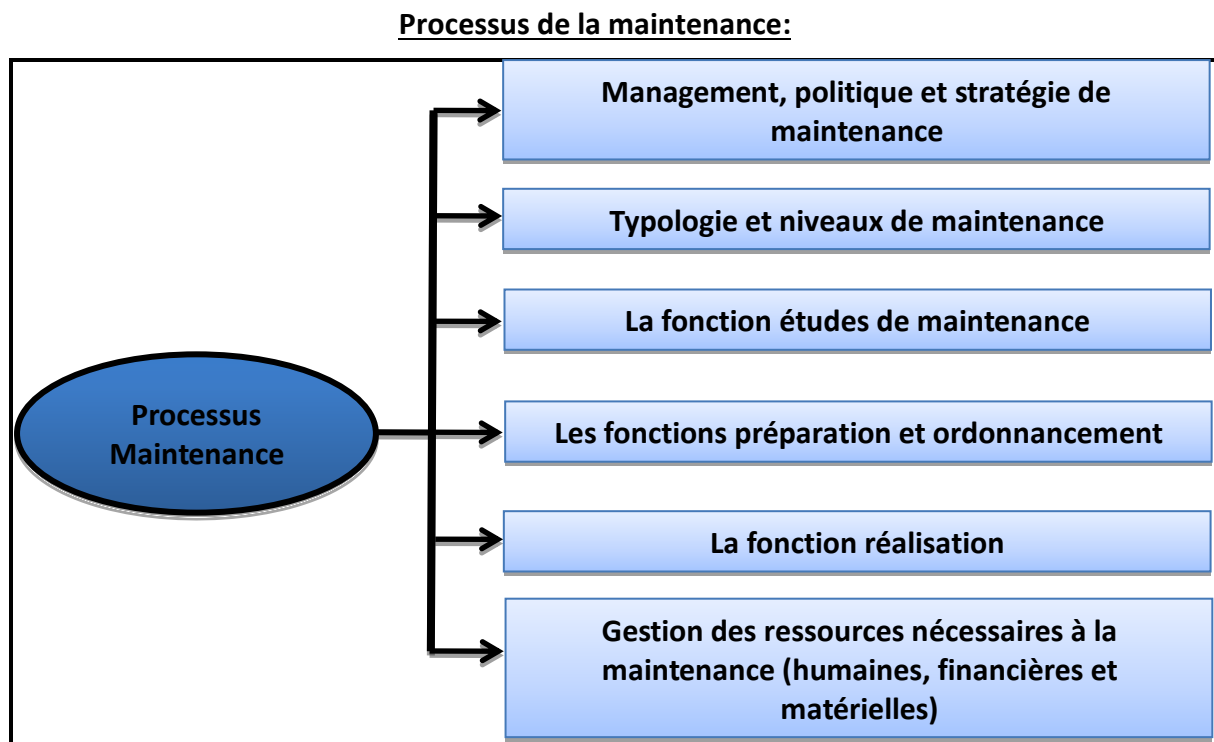 Processus de la maintenance:
Management, politique et stratégie de
maintenance
Typologie et niveaux de maintenance
La fonction études de maintenance
Processus
Maintenance
Les fonctions préparation et ordonnancement
La fonction réalisation
Gestion des ressources nécessaires à la
maintenance (humaines, financières et
matérielles)